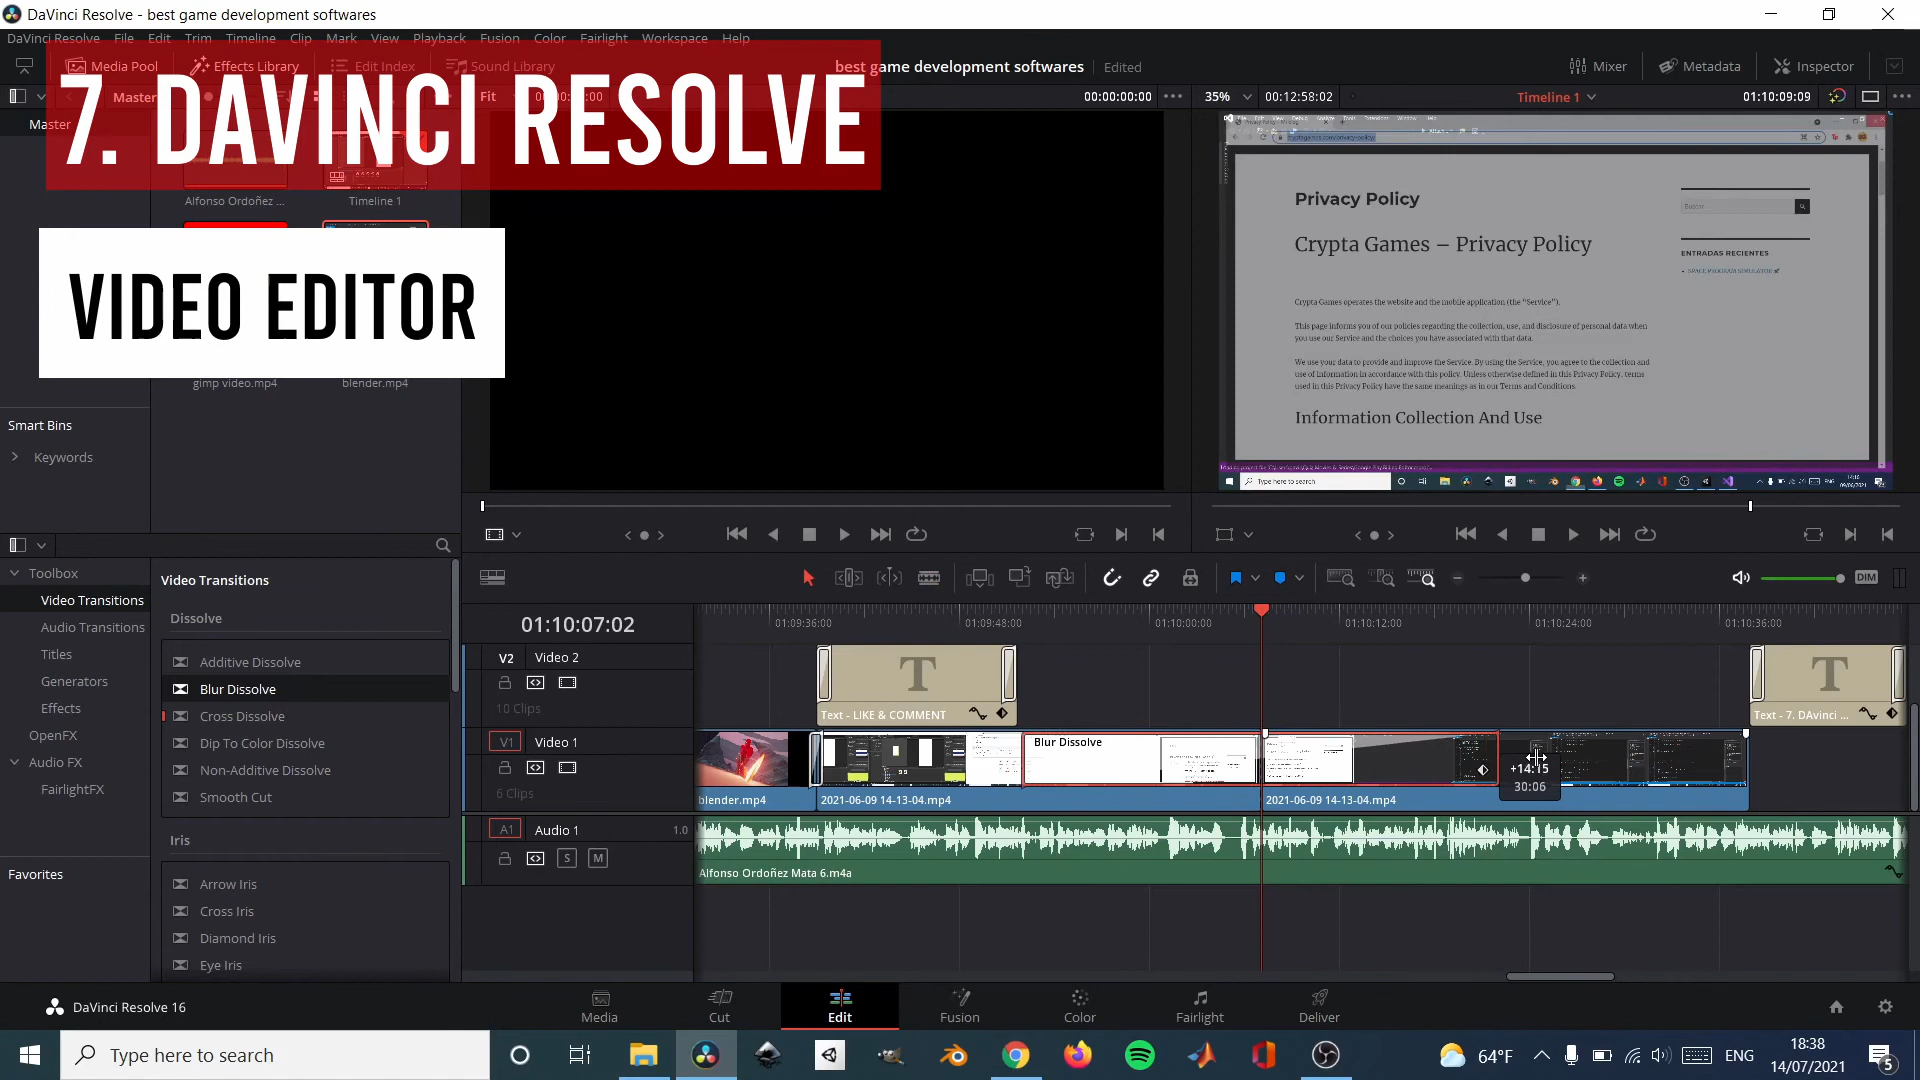 DaVinci Resolve - best game development softwares
DaVinci Resolve File Edit Trim Timeline Clip Mark View Playback Fusion Color Fairlight Workspace Help
Media Pool Effects Library Edit Index Sound Library best game development softwares Edited Mixer Metadata Inspector
Master Fit 00:00:00:00 35% 00:12:58:02 Timeline 1 01:10:09:09
7. DAVINCI RESOLVE
Master
Alfonso Ordoñez ... Timeline 1
VIDEO EDITOR
gimp video.mp4 blender.mp4
Smart Bins
Keywords
Privacy Policy
Crypta Games – Privacy Policy
Buscar
ENTRADAS RECIENTES
SPACE PROGRAM SIMULATOR
Crypta Games operates the website and the mobile application (the “Service”).
This page informs you of our policies regarding the collection, use, and disclosure of personal data when
you use our Service and the choices you have associated with that data.
We use your data to provide and improve the Service. By using the Service, you agree to the collection and
use of information in accordance with this policy. Unless otherwise defined in this Privacy Policy, terms
used in this Privacy Policy have the same meanings as in our Terms and Conditions.
Information Collection And Use
Type here to search
Toolbox
Video Transitions
Audio Transitions
Titles
Generators
Effects
OpenFX
Audio FX
FairlightFX
Favorites
Video Transitions
Dissolve
Additive Dissolve
Blur Dissolve
Cross Dissolve
Dip To Color Dissolve
Non-Additive Dissolve
Smooth Cut
Iris
Arrow Iris
Cross Iris
Diamond Iris
Eye Iris
DIM
01:10:07:02
01:09:36:00 01:09:48:00 01:10:00:00 01:10:12:00 01:10:24:00 01:10:36:00
V2 Video 2
10 Clips
Text - LIKE & COMMENT
Text - 7. DAvinci ...
V1 Video 1
6 Clips
Blur Dissolve
+14:15
30:06
blender.mp4 2021-06-09 14-13-04.mp4 2021-06-09 14-13-04.mp4
A1 Audio 1 1.0
S M
Alfonso Ordoñez Mata 6.m4a
DaVinci Resolve 16
Media Cut Edit Fusion Color Fairlight Deliver
Type here to search
64°F ENG
18:38
14/07/2021
5